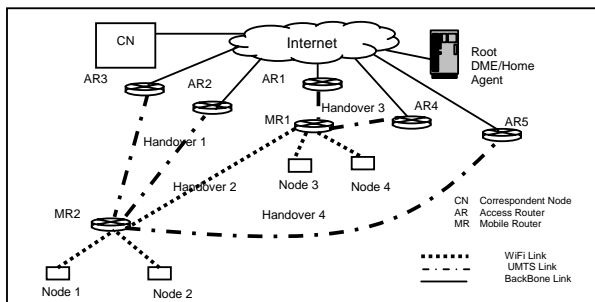 CN
Internet
Root
DME/Home
Agent
AR3
AR2
AR1
Handover 3
AR4
MR1
AR5
Handover 1
Handover 2
Node 3
Node 4
Handover 4
MR2
CN Correspondent Node
AR Access Router
MR Mobile Router
WiFi Link
UMTS Link
BackBone Link
Node 1
Node 2